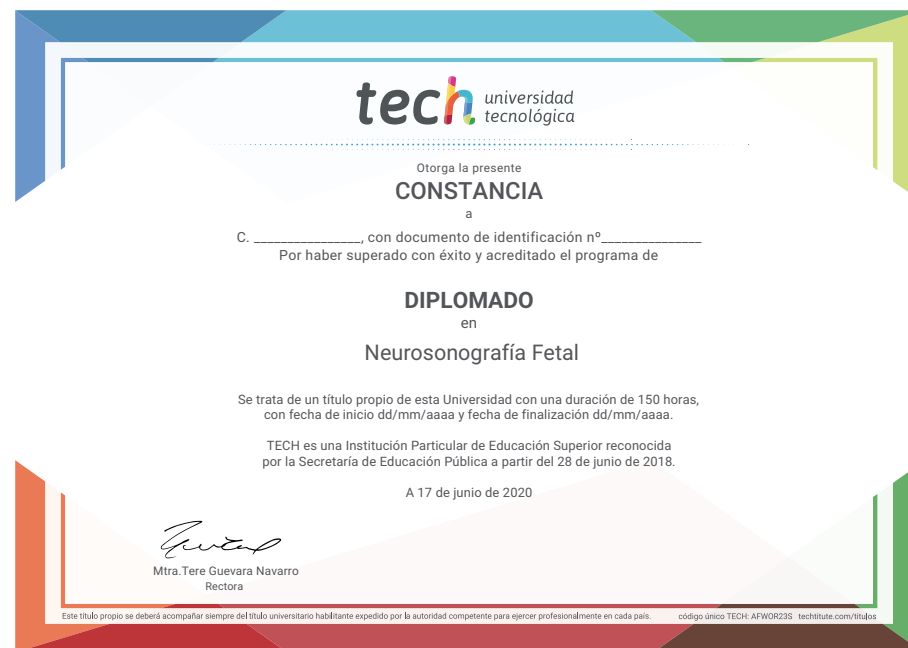 tech universidad
tecnológica
Otorga la presente
CONSTANCIA
a
C. ________________, con documento de identificación nº_______________
Por haber superado con éxito y acreditado el programa de
DIPLOMADO
en
Neurosonografía Fetal
Se trata de un título propio de esta Universidad con una duración de 150 horas,
con fecha de inicio dd/mm/aaaa y fecha de finalización dd/mm/aaaa.
TECH es una Institución Particular de Educación Superior reconocida
por la Secretaría de Educación Pública a partir del 28 de junio de 2018.
A 17 de junio de 2020
Mtra.Tere Guevara Navarro
Rectora
Este título propio se deberá acompañar siempre del título universitario habilitante expedido por la autoridad competente para ejercer profesionalmente en cada país. código único TECH: AFWOR23S techtitute.com/titulos